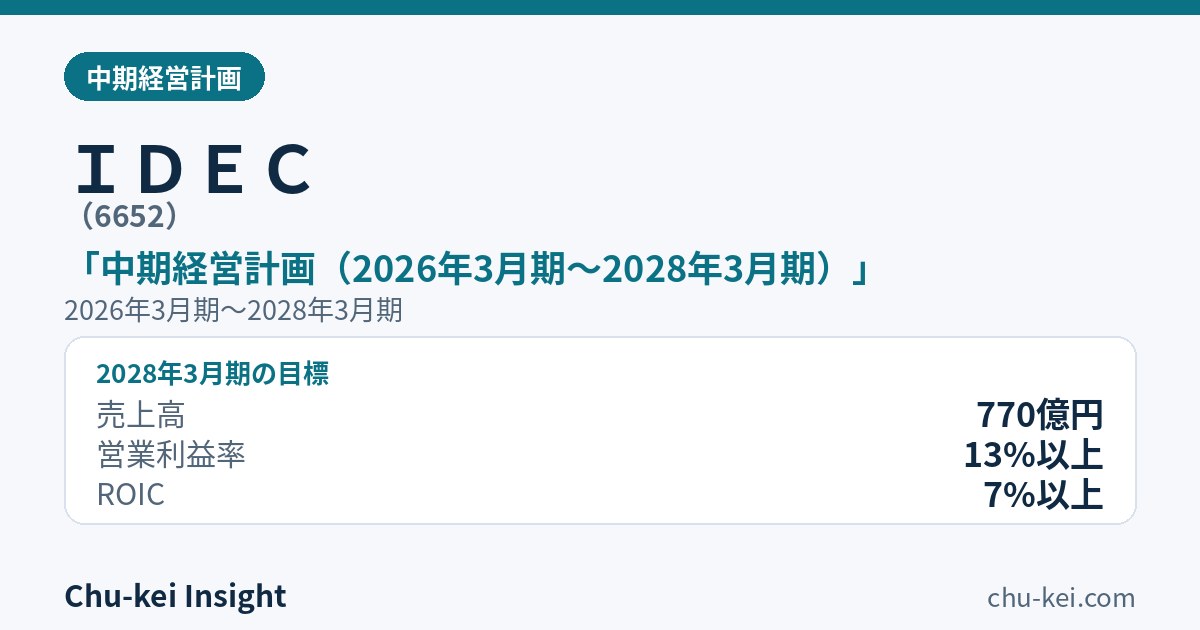 中期経営計画
ＩＤＥＣ
（6652）
「中期経営計画（2026年3月期～2028年3月期）」
2026年3月期～2028年3月期
2028年3月期の目標
売上高 770億円
営業利益率 13%以上
ROIC 7%以上
Chu-kei Insight chu-kei.com